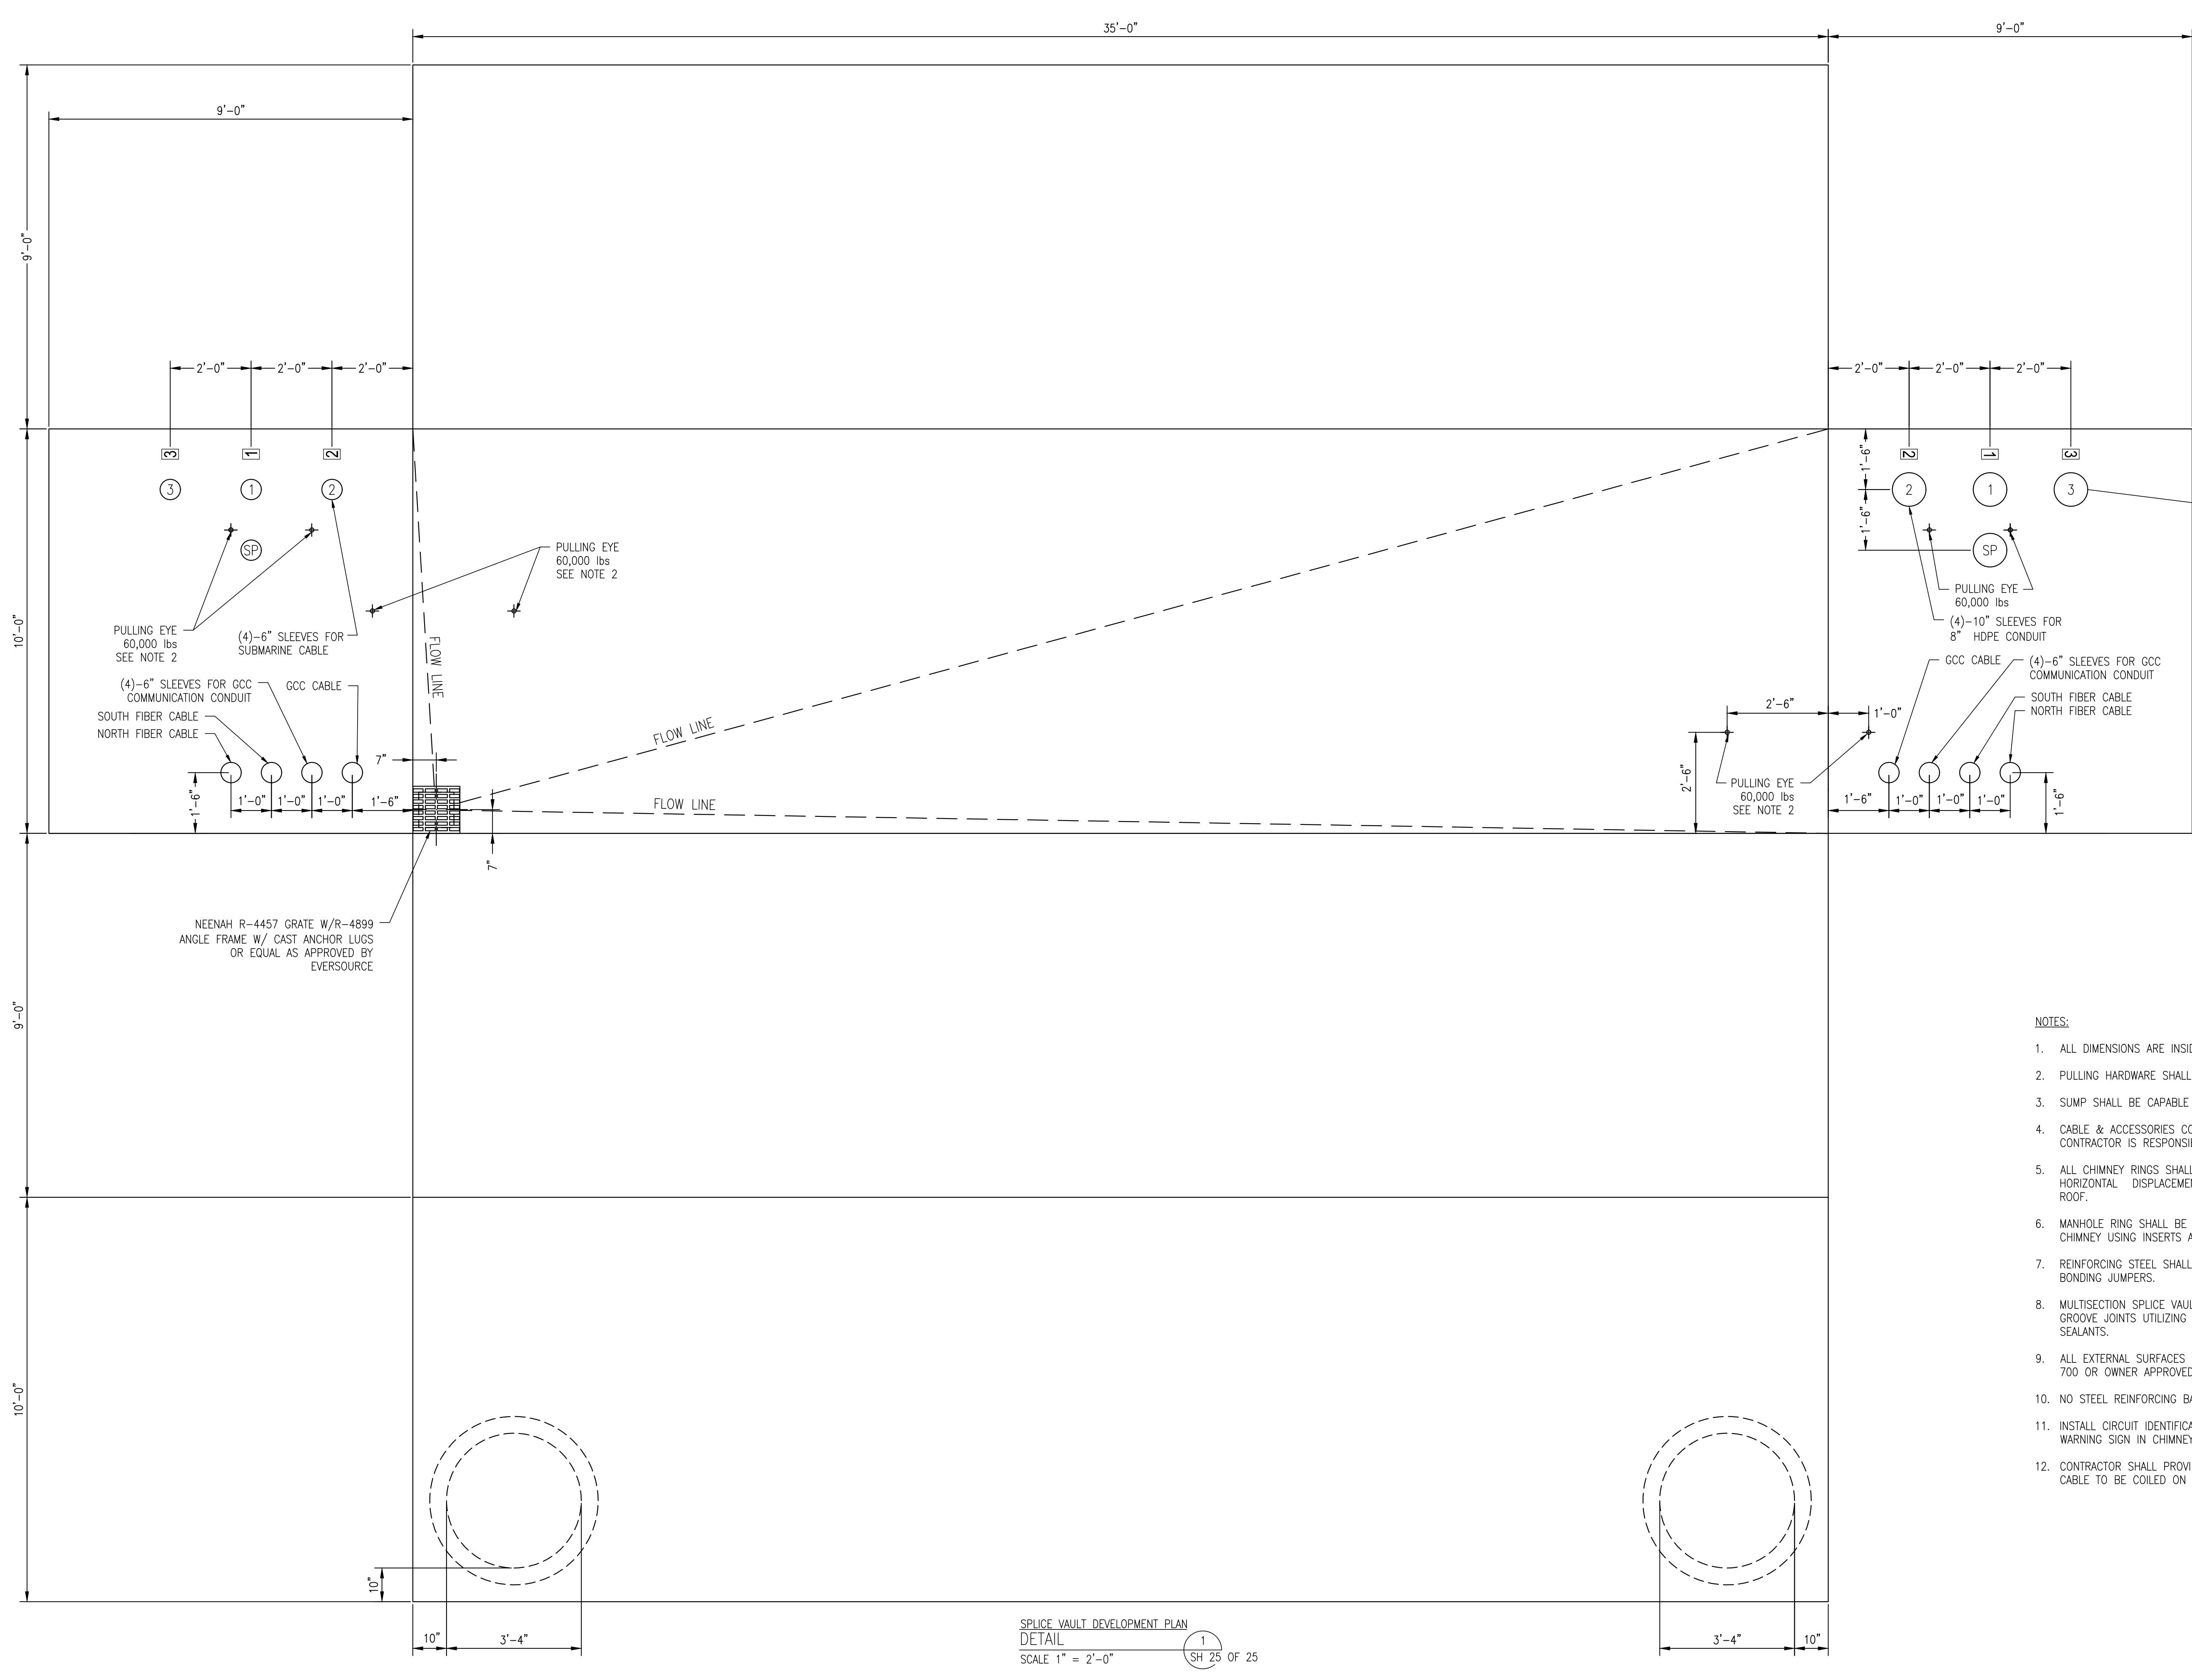 35'-0"
9'-0"
9'-0"
9'-0"
2'-0"
2'-0"
2'-0"
2'-0"
2'-0"
2'-0"
3
1
2
2
1
3
1'-6"
3
1
2
2
1
3
1'-6"
SP
SP
PULLING EYE
60,000 lbs
SEE NOTE 2
PULLING EYE
60,000 lbs
10'-0"
PULLING EYE
60,000 lbs
SEE NOTE 2
(4)-6" SLEEVES FOR
SUBMARINE CABLE
FLOW LINE
(4)-10" SLEEVES FOR
8" HDPE CONDUIT
(4)-6" SLEEVES FOR GCC
COMMUNICATION CONDUIT
GCC CABLE
GCC CABLE
(4)-6" SLEEVES FOR GCC
COMMUNICATION CONDUIT
SOUTH FIBER CABLE
NORTH FIBER CABLE
FLOW LINE
2'-6"
1'-0"
SOUTH FIBER CABLE
NORTH FIBER CABLE
7"
2'-6"
PULLING EYE
60,000 lbs
SEE NOTE 2
1'-6"
1'-0"
1'-0"
1'-0"
1'-6"
FLOW LINE
1'-6"
1'-0"
1'-0"
1'-0"
1'-6"
7"
NEENAH R-4457 GRATE W/R-4899
ANGLE FRAME W/ CAST ANCHOR LUGS
OR EQUAL AS APPROVED BY
EVERSOURCE
9'-0"
NOTES:
1. ALL DIMENSIONS ARE INSID
2. PULLING HARDWARE SHALL
3. SUMP SHALL BE CAPABLE
4. CABLE & ACCESSORIES CO
CONTRACTOR IS RESPONSIB
5. ALL CHIMNEY RINGS SHALL
HORIZONTAL DISPLACEMEN
ROOF.
6. MANHOLE RING SHALL BE
CHIMNEY USING INSERTS A
7. REINFORCING STEEL SHALL
BONDING JUMPERS.
8. MULTISECTION SPLICE VAUL
GROOVE JOINTS UTILIZING
SEALANTS.
9. ALL EXTERNAL SURFACES
700 OR OWNER APPROVED
10. NO STEEL REINFORCING BA
11. INSTALL CIRCUIT IDENTIFICA
WARNING SIGN IN CHIMNEY
12. CONTRACTOR SHALL PROVI
CABLE TO BE COILED ON
10'-0"
10"
10"
3'-4"
3'-4"
10"
SPLICE VAULT DEVELOPMENT PLAN
DETAIL
1
SCALE 1" = 2'-0"
SH 25 OF 25